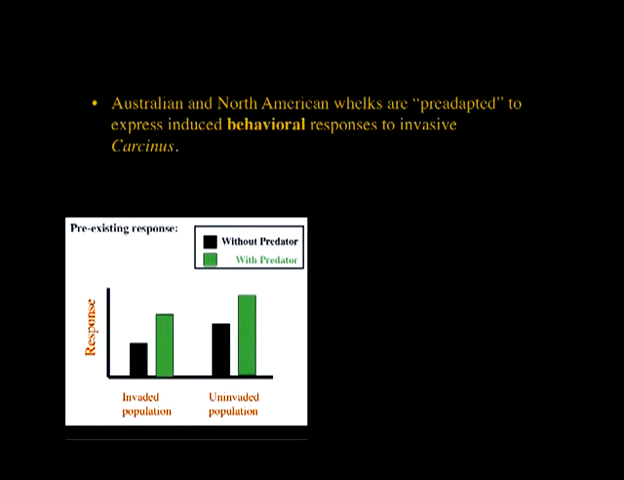 • Australian and North American whelks are “preadapted” to
express induced behavioral responses to invasive
Carcinus.
Pre-existing response:
Without Predator
With Predator
Response
Invaded
population
Uninvaded
population